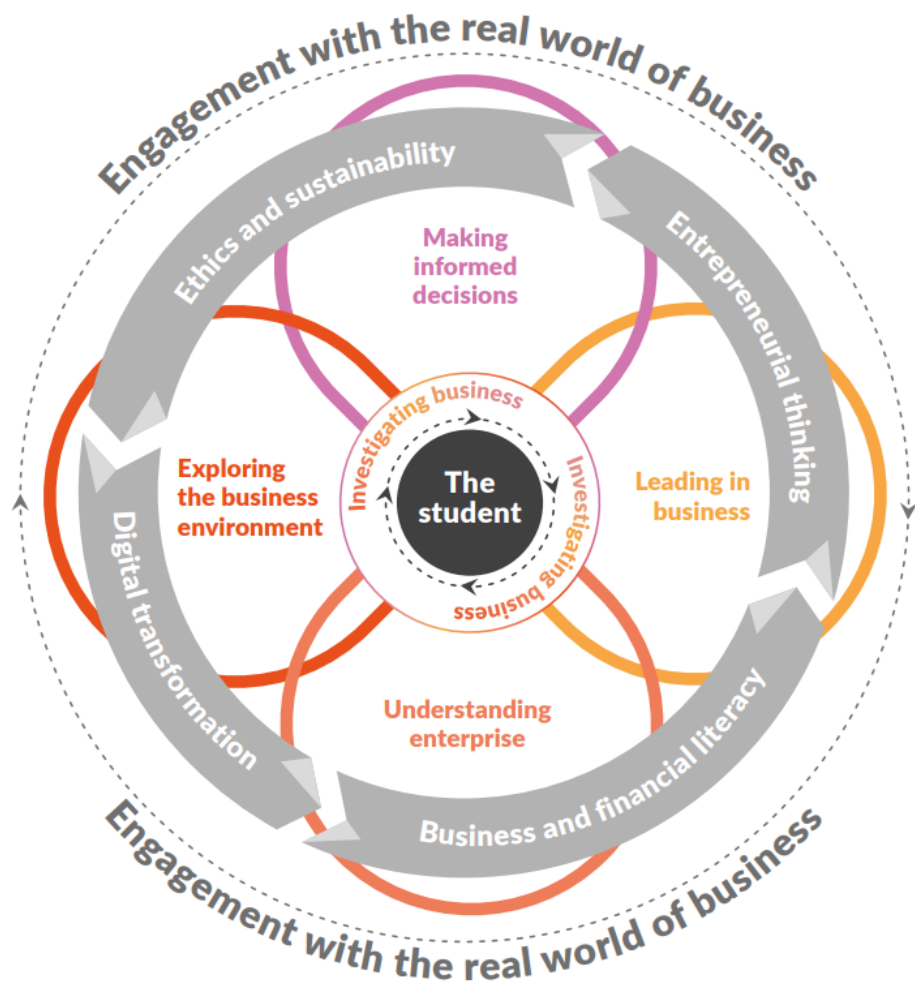 Engagement with the real world of business
Ethics and sustainability
Entrepreneurial thinking
Making
informed
decisions
Investigating business
Exploring
the business
environment
The
student
Leading in
business
Investigating business
Digital transformation
Understanding
enterprise
Business and financial literacy
Engagement with the real world of business